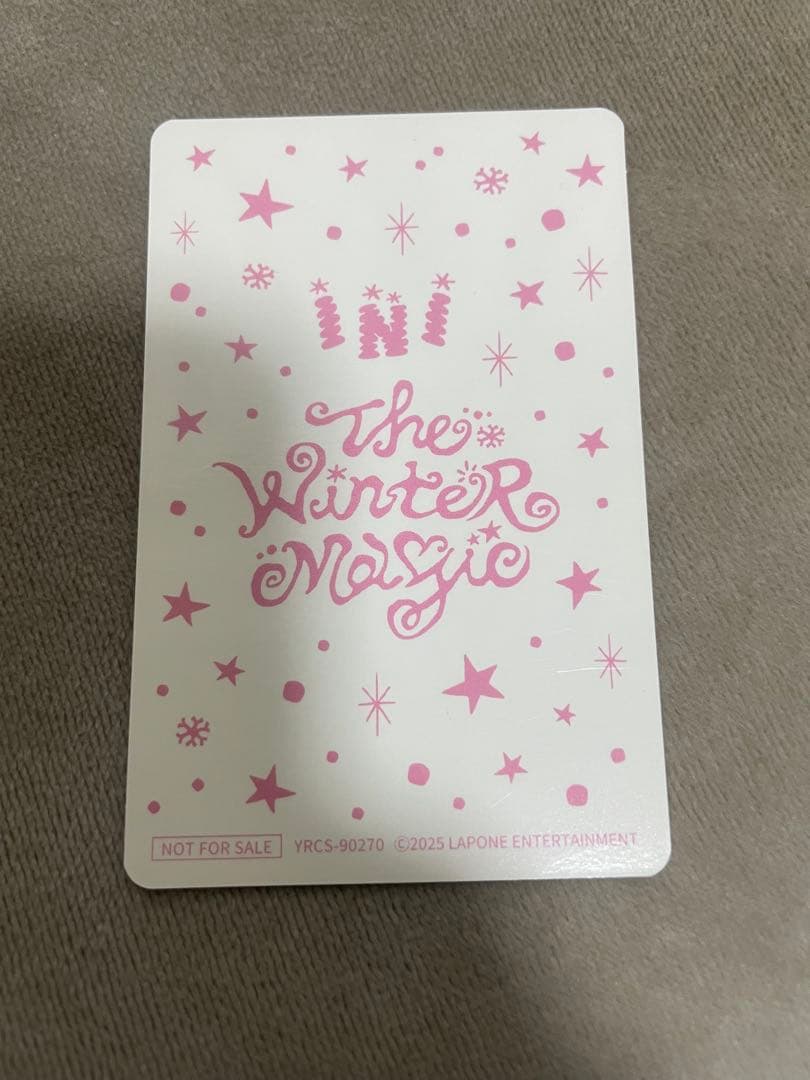 INI
The
Winter
Magic
NOT FOR SALE YRCS-90270 ©2025 LAPONE ENTERTAINMENT